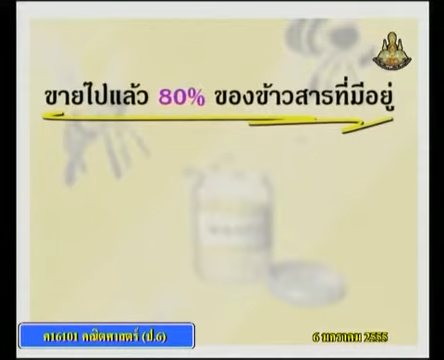 ขายไปแล้ว 80% ของข้าวสารที่มีอยู่
ค16101 คณิตศาสตร์ (ป.6)
6 มกราคม 2555